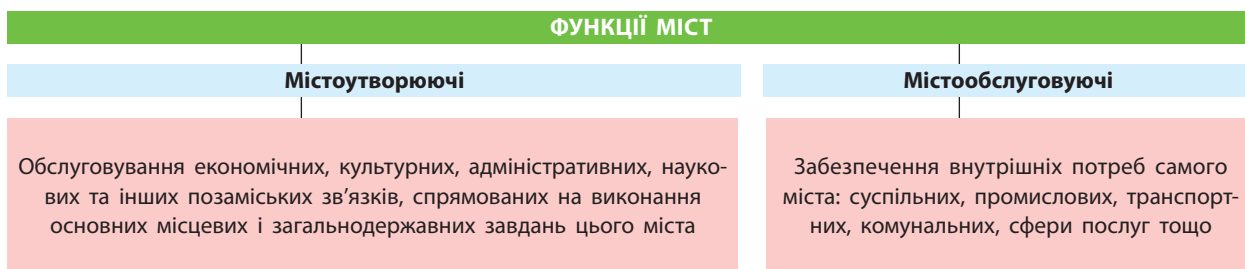 ФУНКЦІЇ МІСТ
Містоутворюючі
Містообслуговуючі
Обслуговування економічних, культурних, адміністративних, науко-
вих та інших позаміських зв’язків, спрямованих на виконання
основних місцевих і загальнодержавних завдань цього міста
Забезпечення внутрішніх потреб самого
міста: суспільних, промислових, транспорт-
них, комунальних, сфери послуг тощо